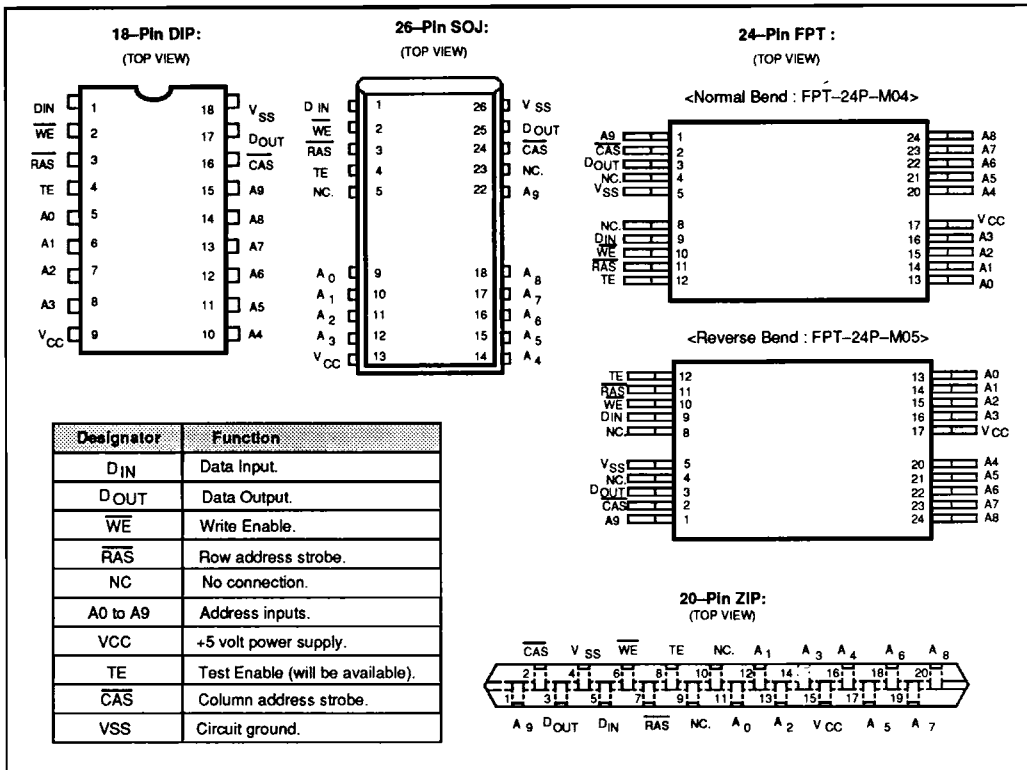 18–Pin DIP:
(TOP VIEW)
DIN 1 18 VSS
WE 2 17 DOUT
RAS 3 16 CAS
TE 4 15 A9
A0 5 14 A8
A1 6 13 A7
A2 7 12 A6
A3 8 11 A5
VCC 9 10 A4
26–Pin SOJ:
(TOP VIEW)
D IN 1 26 V SS
WE 2 25 D OUT
RAS 3 24 CAS
TE 4 23 NC.
NC. 5 22 A9
A0 9 18 A8
A1 10 17 A7
A2 11 16 A6
A3 12 15 A5
VCC 13 14 A4
24–Pin FPT :
(TOP VIEW)
<Normal Bend : FPT–24P–M04>
A9 1 24 A8
CAS 2 23 A7
DOUT 3 22 A6
NC. 4 21 A5
VSS 5 20 A4
NC. 8 17 VCC
DIN 9 16 A3
WE 10 15 A2
RAS 11 14 A1
TE 12 13 A0
<Reverse Bend : FPT–24P–M05>
TE 12 13 A0
RAS 11 14 A1
WE 10 15 A2
DIN 9 16 A3
NC. 8 17 VCC
VSS 5 20 A4
NC. 4 21 A5
DOUT 3 22 A6
CAS 2 23 A7
A9 1 24 A8
Designator Function
DIN Data Input.
DOUT Data Output.
WE Write Enable.
RAS Row address strobe.
NC No connection.
A0 to A9 Address inputs.
VCC +5 volt power supply.
TE Test Enable (will be available).
CAS Column address strobe.
VSS Circuit ground.
20–Pin ZIP:
(TOP VIEW)
CAS V SS WE TE NC. A1 A3 A4 A6 A8
2 4 6 8 10 12 14 16 18 20
1 3 5 7 9 11 13 15 17 19
A9 DOUT DIN RAS NC. A0 A2 VCC A5 A7